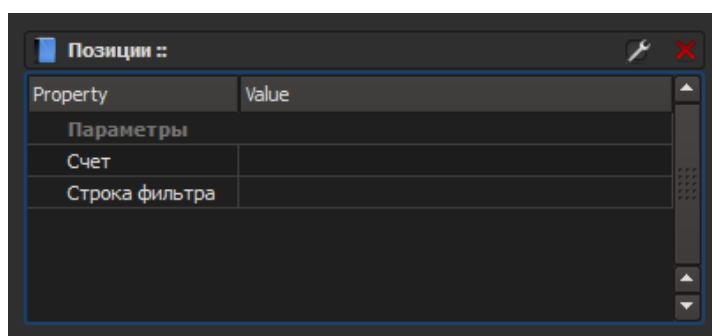 Позиции ::
Property Value
Параметры
Счет
Строка фильтра